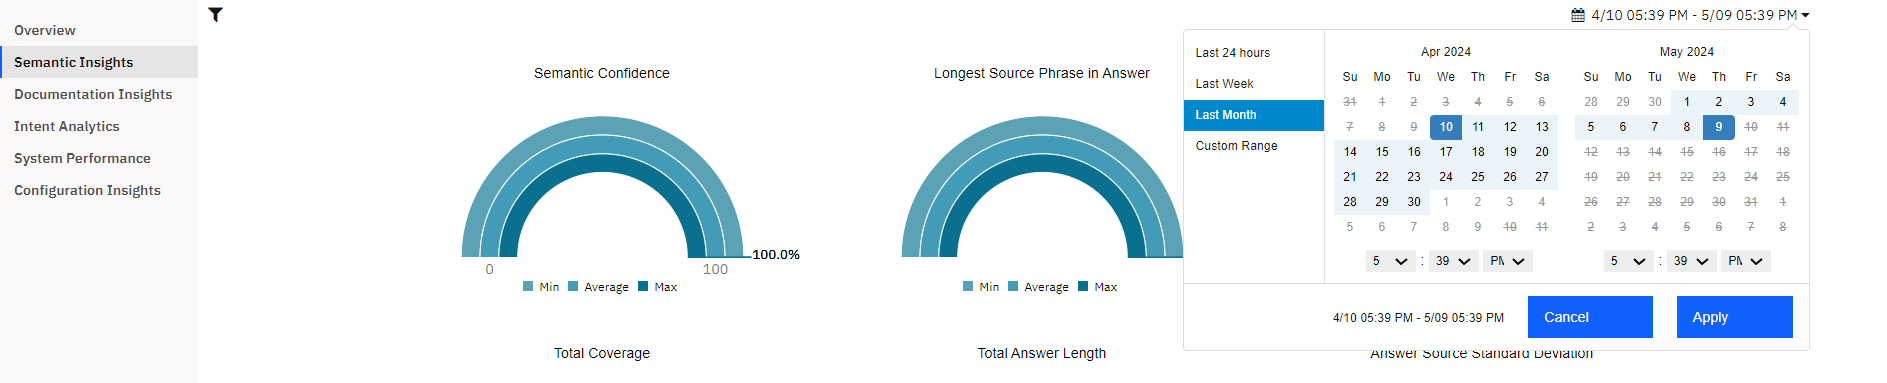 Overview
Semantic Insights
Documentation Insights
Intent Analytics
System Performance
Configuration Insights
4/10 05:39 PM - 5/09 05:39 PM
Semantic Confidence
100.0%
0 100
Min Average Max
Longest Source Phrase in Answer
Min Average Max
Total Coverage
Total Answer Length
Answer Source Standard Deviation
Last 24 hours
Last Week
Last Month
Custom Range
Apr 2024
Su Mo Tu We Th Fr Sa
31 1 2 3 4 5 6
7 8 9 10 11 12 13
14 15 16 17 18 19 20
21 22 23 24 25 26 27
28 29 30 1 2 3 4
5 6 7 8 9 10 11
5 : 39 PM
May 2024
Su Mo Tu We Th Fr Sa
28 29 30 1 2 3 4
5 6 7 8 9 10 11
12 13 14 15 16 17 18
19 20 21 22 23 24 25
26 27 28 29 30 31 1
2 3 4 5 6 7 8
5 : 39 PM
4/10 05:39 PM - 5/09 05:39 PM
Cancel
Apply